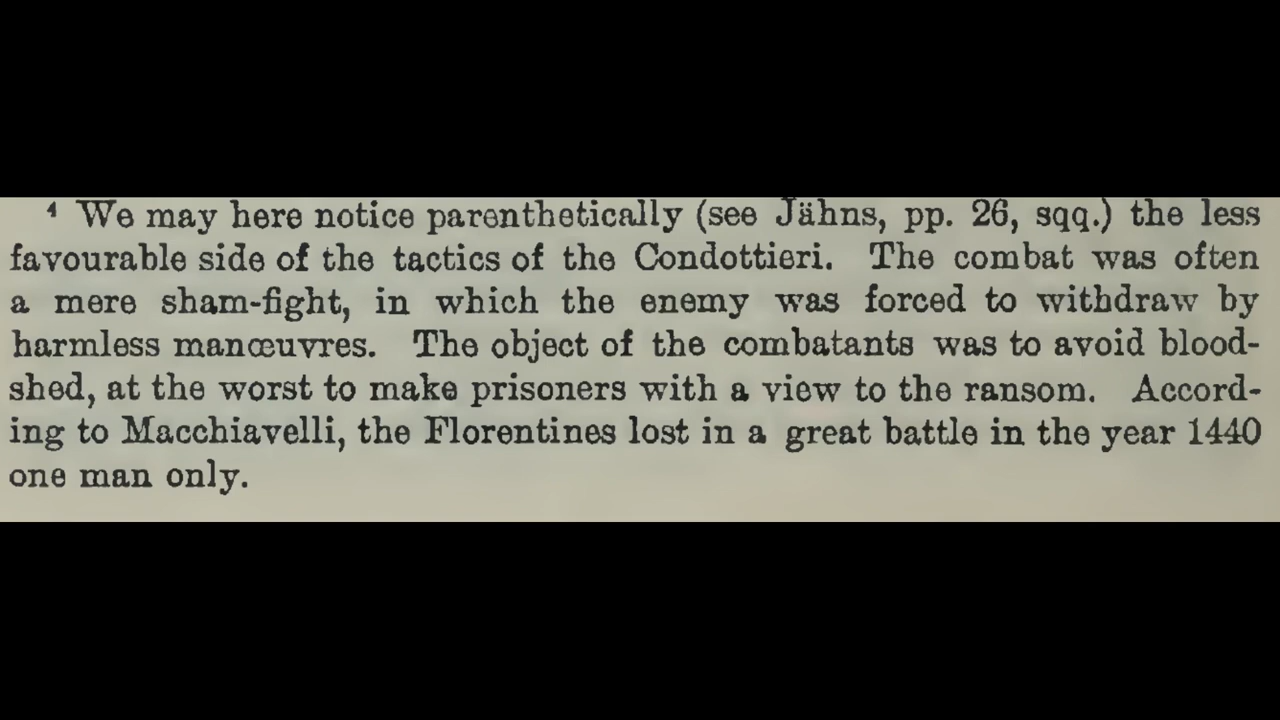 ⁴ We may here notice parenthetically (see Jähns, pp. 26, sqq.) the less
favourable side of the tactics of the Condottieri. The combat was often
a mere sham-fight, in which the enemy was forced to withdraw by
harmless manœuvres. The object of the combatants was to avoid blood-
shed, at the worst to make prisoners with a view to the ransom. Accord-
ing to Macchiavelli, the Florentines lost in a great battle in the year 1440
one man only.